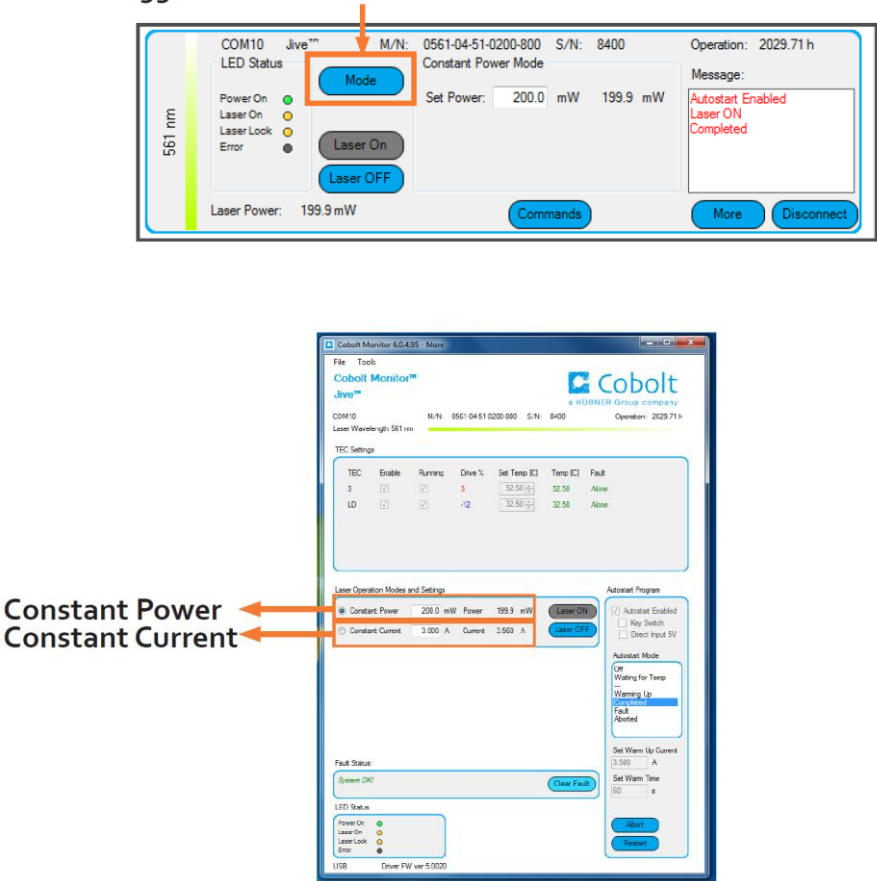 COM10 Jive™ M/N: 0561-04-51-0200-800 S/N: 8400 Operation: 2029.71 h
LED Status Mode Constant Power Mode Message:
Power On Set Power: 200.0 mW 199.9 mW Autostart Enabled
Laser On Laser ON
Laser Look Completed
Error Laser On
561 nm
Laser OFF
Laser Power: 199.9 mW Commands More Disconnect
Cobolt Monitor 6.0.4.95 - More
File Tools
Cobolt Monitor™ Cobolt
Jive™ a HÜBNER Group company
COM10 M/N: 0561-04-51-0200-800 S/N: 8400 Operation: 2029.71 h
Laser Wavelength 561 nm
TEC Settings
TEC Enable Running Drive % Set Temp [C] Temp [C] Fault
3 3 52.50 52.50 None
LD -12 32.50 32.50 None
Laser Operation Modes and Settings Autostart Program
Constant Power Constant Power 200.0 mW Power 199.9 mW Laser ON Autostart Enabled
Constant Current Constant Current 3.000 A Current 3.560 A Laser OFF Key Switch
Direct Input 5V
Autostart Mode
Off
Waiting for Temp
---
Warming Up
Completed
Fault
Aborted
Set Warm Up Current
3.580 A
Fault Status Set Warm Time
System OK! Clear Fault 60 s
LED Status
Power On Abort
Laser On
Laser Look Restart
Error
USB Driver FW ver:5.0020